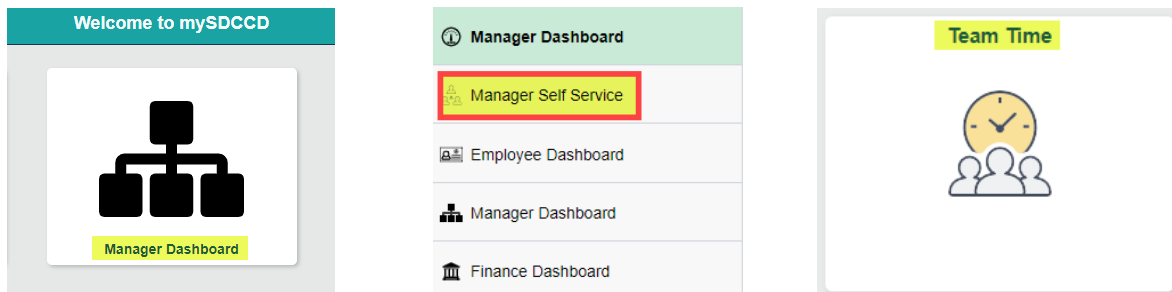 Welcome to mySDCCD
Manager Dashboard
Manager Dashboard
Manager Self Service
Employee Dashboard
Manager Dashboard
Finance Dashboard
Team Time